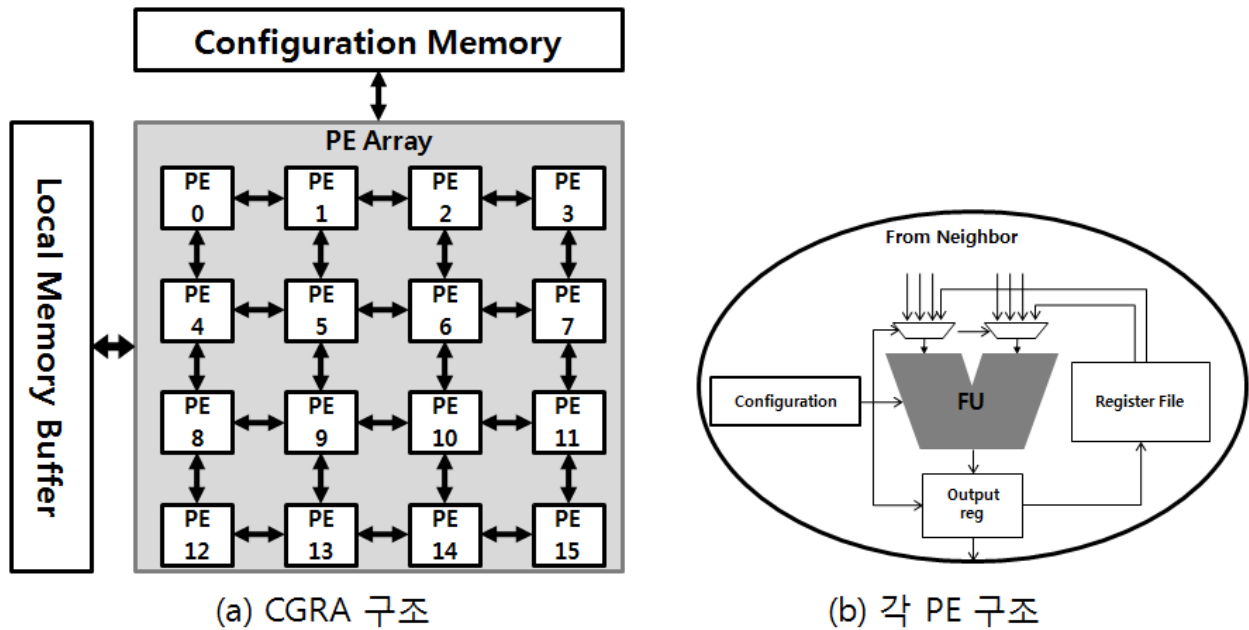 Configuration Memory
Local Memory Buffer
PE Array
PE 0
PE 1
PE 2
PE 3
PE 4
PE 5
PE 6
PE 7
PE 8
PE 9
PE 10
PE 11
PE 12
PE 13
PE 14
PE 15
(a) CGRA 구조
From Neighbor
Configuration
FU
Register File
Output
reg
(b) 각 PE 구조